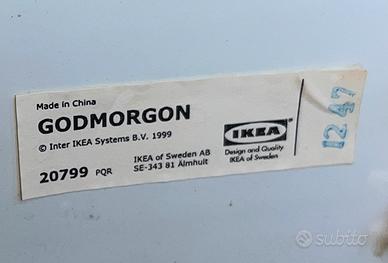 Made in China
GODMORGON
© Inter IKEA Systems B.V. 1999
20799 PQR
IKEA of Sweden AB
SE-343 81 Älmhult
IKEA
Design and Quality
IKEA of Sweden
1247
subito